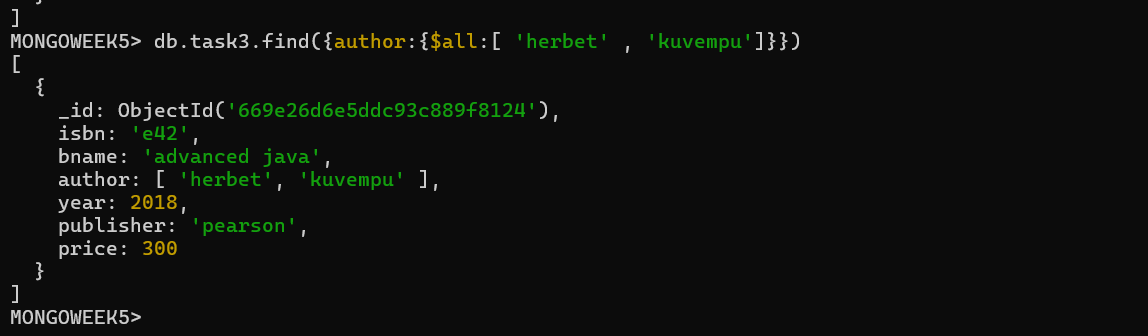 ]
MONGOWEEK5> db.task3.find({author:{$all:[ 'herbet' , 'kuvempu']}})
[
  {
    _id: ObjectId('669e26d6e5ddc93c889f8124'),
    isbn: 'e42',
    bname: 'advanced java',
    author: [ 'herbet', 'kuvempu' ],
    year: 2018,
    publisher: 'pearson',
    price: 300
  }
]
MONGOWEEK5>